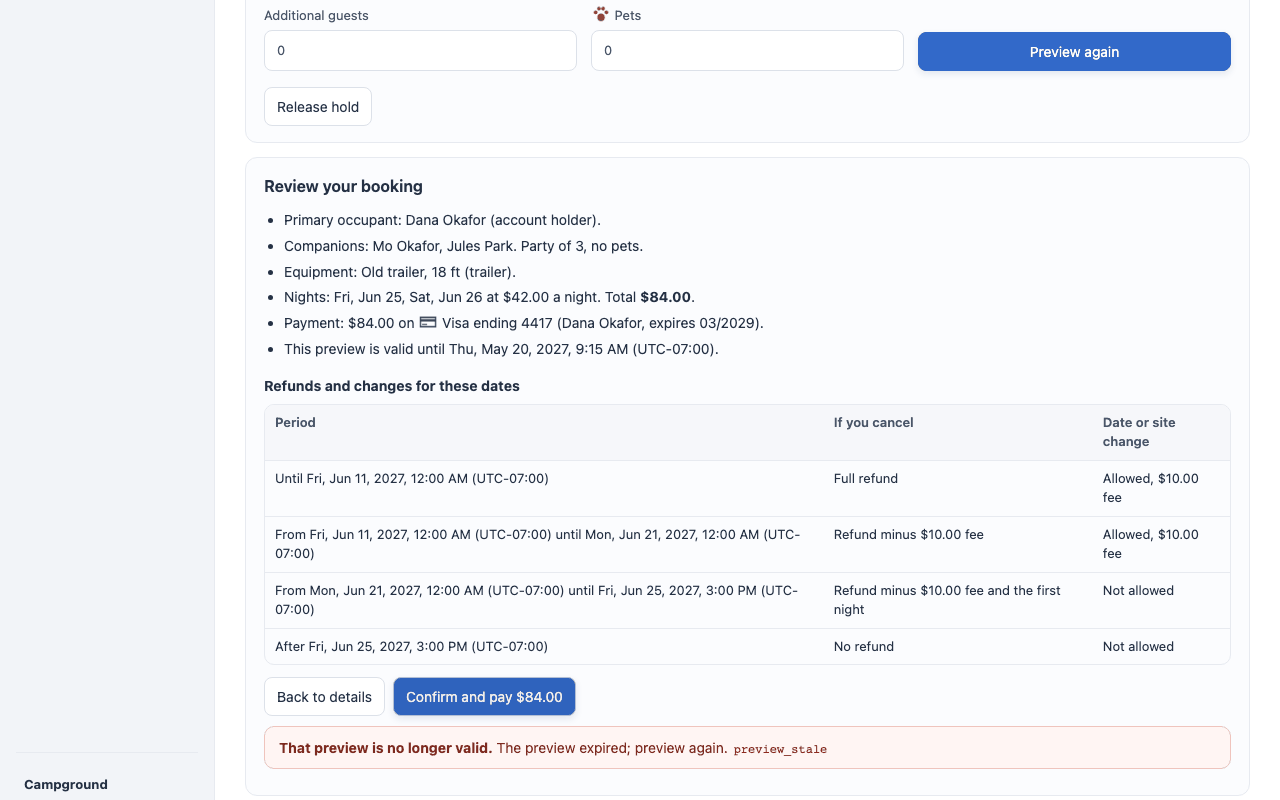 Additional guests
Pets
0
0
Preview again
Release hold
Review your booking
Primary occupant: Dana Okafor (account holder).
Companions: Mo Okafor, Jules Park. Party of 3, no pets.
Equipment: Old trailer, 18 ft (trailer).
Nights: Fri, Jun 25, Sat, Jun 26 at $42.00 a night. Total $84.00.
Payment: $84.00 on Visa ending 4417 (Dana Okafor, expires 03/2029).
This preview is valid until Thu, May 20, 2027, 9:15 AM (UTC-07:00).
Refunds and changes for these dates
Period
If you cancel
Date or site
change
Until Fri, Jun 11, 2027, 12:00 AM (UTC-07:00)
Full refund
Allowed, $10.00
fee
From Fri, Jun 11, 2027, 12:00 AM (UTC-07:00) until Mon, Jun 21, 2027, 12:00 AM (UTC-
07:00)
Refund minus $10.00 fee
Allowed, $10.00
fee
From Mon, Jun 21, 2027, 12:00 AM (UTC-07:00) until Fri, Jun 25, 2027, 3:00 PM (UTC-
07:00)
Refund minus $10.00 fee and the first
night
Not allowed
After Fri, Jun 25, 2027, 3:00 PM (UTC-07:00)
No refund
Not allowed
Back to details
Confirm and pay $84.00
That preview is no longer valid. The preview expired; preview again. preview_stale
Campground